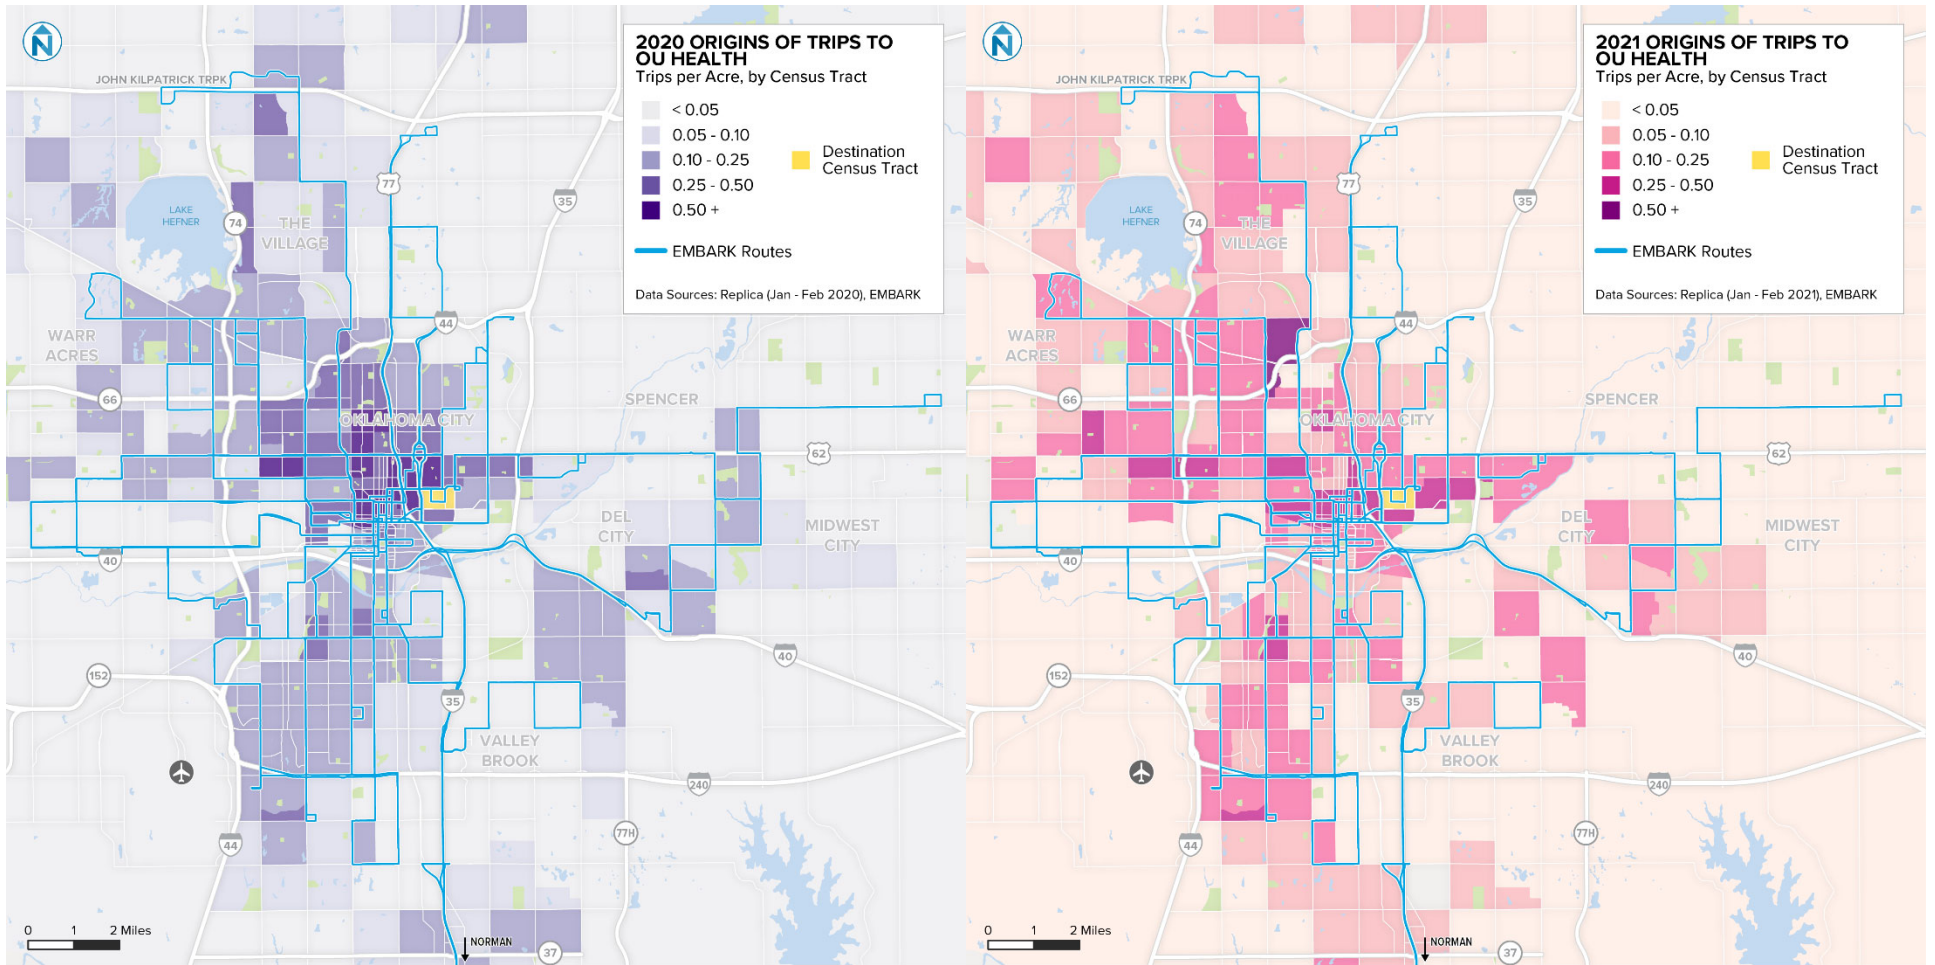 N
2020 ORIGINS OF TRIPS TO
OU HEALTH
Trips per Acre, by Census Tract
< 0.05
0.05 - 0.10
0.10 - 0.25
0.25 - 0.50
0.50 +
Destination
Census Tract
EMBARK Routes
Data Sources: Replica (Jan - Feb 2020), EMBARK
JOHN KILPATRICK TRPK
77
35
LAKE
HEFNER
74
THE
VILLAGE
44
WARR
ACRES
66
SPENCER
OKLAHOMA CITY
62
DEL
CITY
MIDWEST
CITY
40
40
152
35
VALLEY
BROOK
240
77H
44
0 1 2 Miles
NORMAN
37
N
2021 ORIGINS OF TRIPS TO
OU HEALTH
Trips per Acre, by Census Tract
< 0.05
0.05 - 0.10
0.10 - 0.25
0.25 - 0.50
0.50 +
Destination
Census Tract
EMBARK Routes
Data Sources: Replica (Jan - Feb 2021), EMBARK
JOHN KILPATRICK TRPK
77
35
LAKE
HEFNER
74
THE
VILLAGE
44
WARR
ACRES
66
SPENCER
OKLAHOMA CITY
62
DEL
CITY
MIDWEST
CITY
40
40
152
35
VALLEY
BROOK
240
77H
44
0 1 2 Miles
NORMAN
37